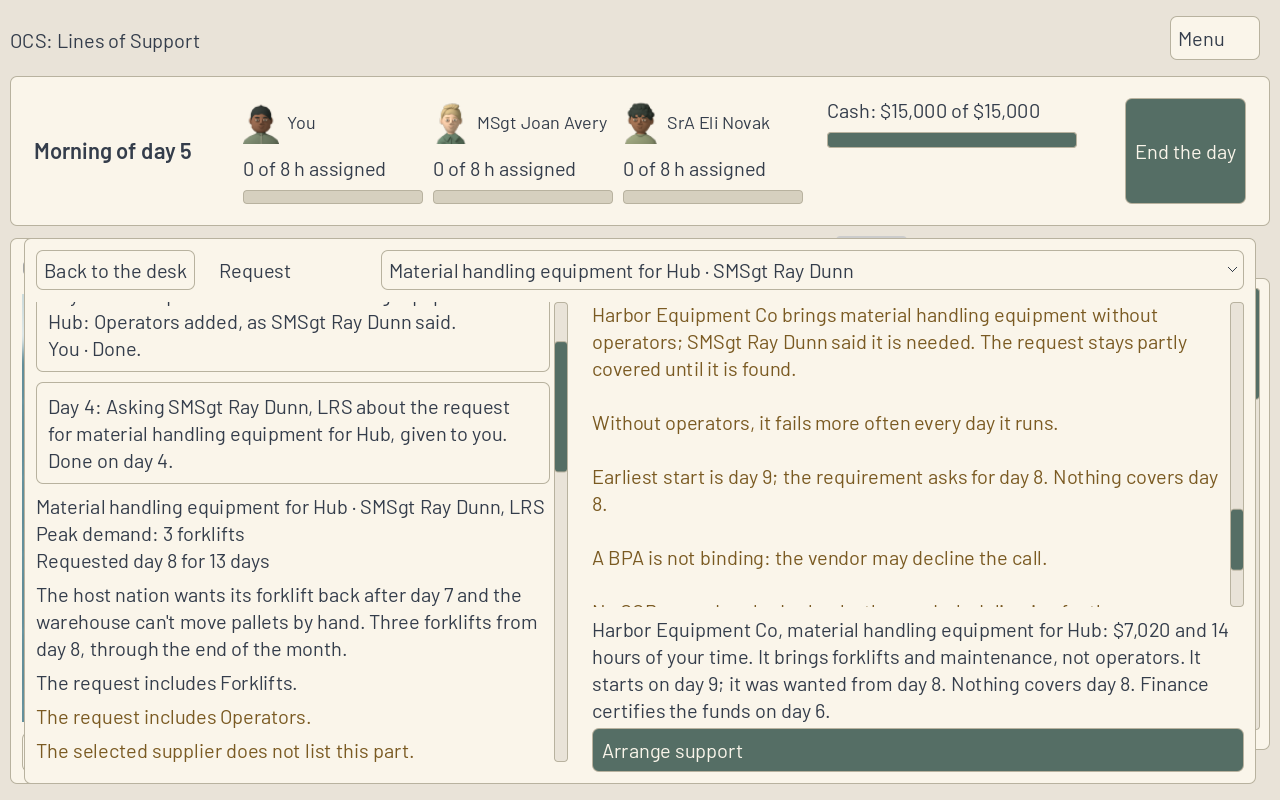 OCS: Lines of Support
Menu
Morning of day 5
You
0 of 8 h assigned
MSgt Joan Avery
0 of 8 h assigned
SrA Eli Novak
0 of 8 h assigned
Cash: $15,000 of $15,000
End the day
Back to the desk
Request
Material handling equipment for Hub · SMSgt Ray Dunn
Hub: Operators added, as SMSgt Ray Dunn said.
You · Done.
Day 4: Asking SMSgt Ray Dunn, LRS about the request
for material handling equipment for Hub, given to you.
Done on day 4.
Material handling equipment for Hub · SMSgt Ray Dunn, LRS
Peak demand: 3 forklifts
Requested day 8 for 13 days
The host nation wants its forklift back after day 7 and the
warehouse can't move pallets by hand. Three forklifts from
day 8, through the end of the month.
The request includes Forklifts.
The request includes Operators.
The selected supplier does not list this part.
Harbor Equipment Co brings material handling equipment without
operators; SMSgt Ray Dunn said it is needed. The request stays partly
covered until it is found.
Without operators, it fails more often every day it runs.
Earliest start is day 9; the requirement asks for day 8. Nothing covers day
8.
A BPA is not binding: the vendor may decline the call.
Harbor Equipment Co, material handling equipment for Hub: $7,020 and 14
hours of your time. It brings forklifts and maintenance, not operators. It
starts on day 9; it was wanted from day 8. Nothing covers day 8. Finance
certifies the funds on day 6.
Arrange support